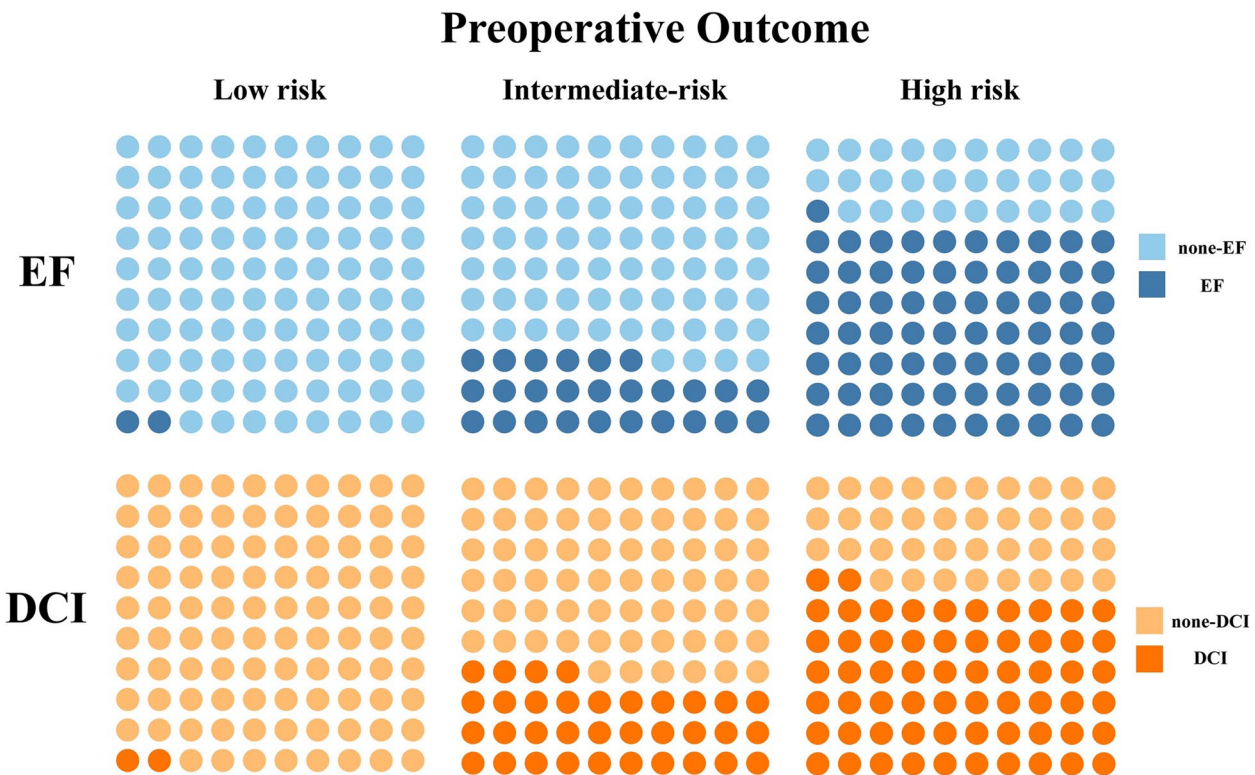 Preoperative Outcome
Low risk
Intermediate-risk
High risk
EF
none-EF
EF
DCI
none-DCI
DCI